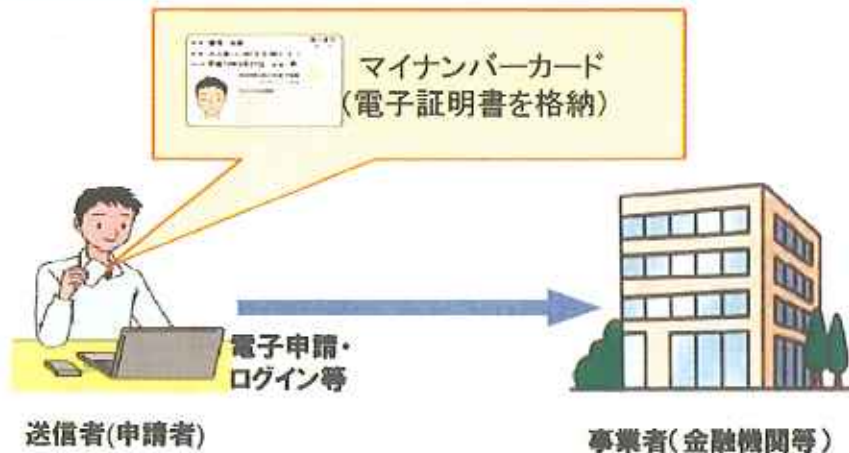 マイナンバーカード
(電子証明書を格納)
電子申請・
ログイン等
送信者(申請者)
事業者(金融機関等)